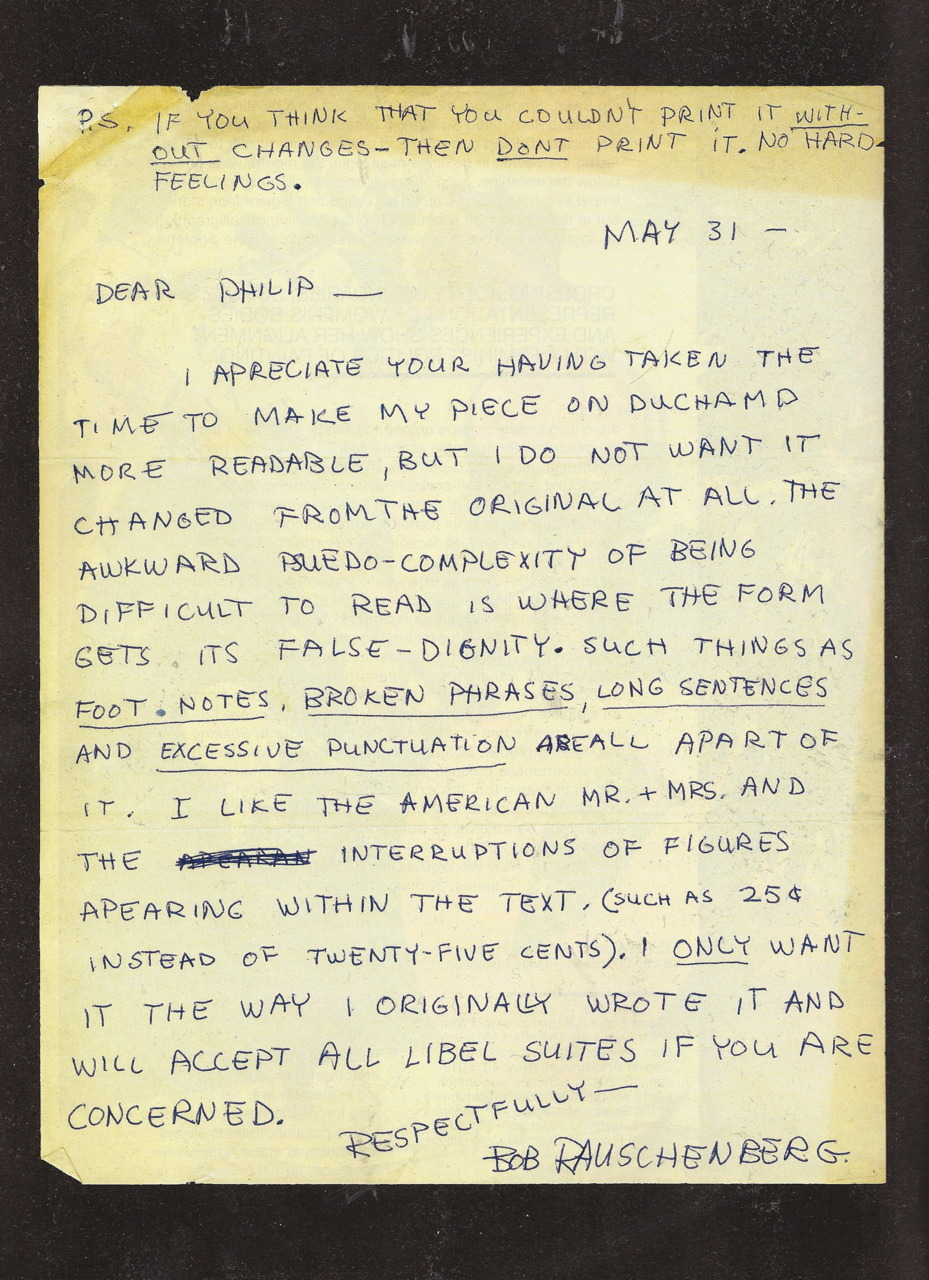 P.S. IF YOU THINK THAT YOU COULDN'T PRINT IT WITH-
OUT CHANGES – THEN DONT PRINT IT. NO HARD
FEELINGS.
MAY 31 –
DEAR PHILIP —
I APRECIATE YOUR HAVING TAKEN THE
TIME TO MAKE MY PIECE ON DUCHAMP
MORE READABLE, BUT I DO NOT WANT IT
CHANGED FROM THE ORIGINAL AT ALL. THE
AWKWARD PSUEDO-COMPLEXITY OF BEING
DIFFICULT TO READ IS WHERE THE FORM
GETS ITS FALSE-DIGNITY. SUCH THINGS AS
FOOT. NOTES, BROKEN PHRASES, LONG SENTENCES
AND EXCESSIVE PUNCTUATION ARE ALL APART OF
IT. I LIKE THE AMERICAN MR. + MRS. AND
THE INTERRUPTIONS OF FIGURES
APEARING WITHIN THE TEXT. (SUCH AS 25¢
INSTEAD OF TWENTY-FIVE CENTS). I ONLY WANT
IT THE WAY I ORIGINALLY WROTE IT AND
WILL ACCEPT ALL LIBEL SUITES IF YOU ARE
CONCERNED.
RESPECTFULLY —
BOB RAUSCHENBERG.